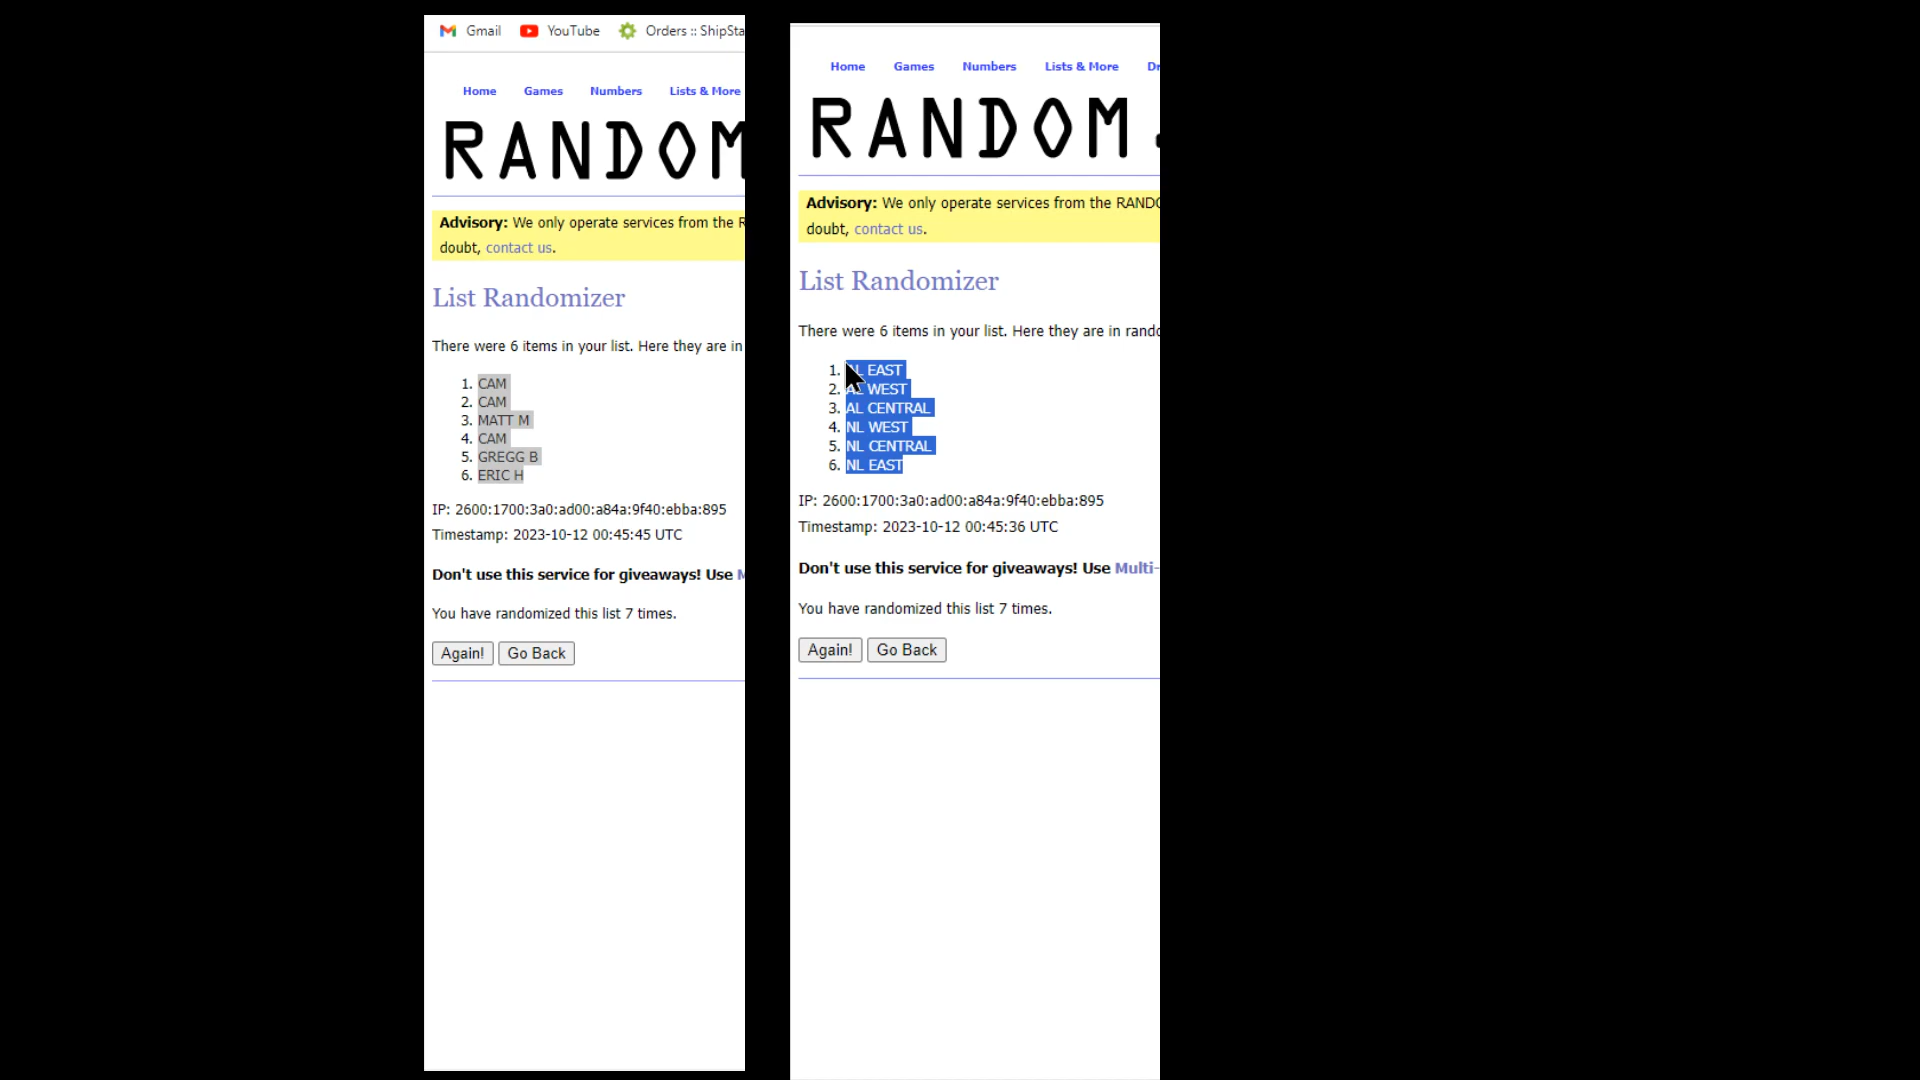 Gmail YouTube Orders :: ShipSta
Home Games Numbers Lists & More
RANDOM
Advisory: We only operate services from the R
doubt, contact us.
List Randomizer
There were 6 items in your list. Here they are in
1. CAM
2. CAM
3. MATT M
4. CAM
5. GREGG B
6. ERIC H
IP: 2600:1700:3a0:ad00:a84a:9f40:ebba:895
Timestamp: 2023-10-12 00:45:45 UTC
Don't use this service for giveaways! Use M
You have randomized this list 7 times.
Again! Go Back
Home Games Numbers Lists & More Dr
RANDOM.
Advisory: We only operate services from the RANDO
doubt, contact us.
List Randomizer
There were 6 items in your list. Here they are in rando
1. AL EAST
2. AL WEST
3. AL CENTRAL
4. NL WEST
5. NL CENTRAL
6. NL EAST
IP: 2600:1700:3a0:ad00:a84a:9f40:ebba:895
Timestamp: 2023-10-12 00:45:36 UTC
Don't use this service for giveaways! Use Multi-
You have randomized this list 7 times.
Again! Go Back